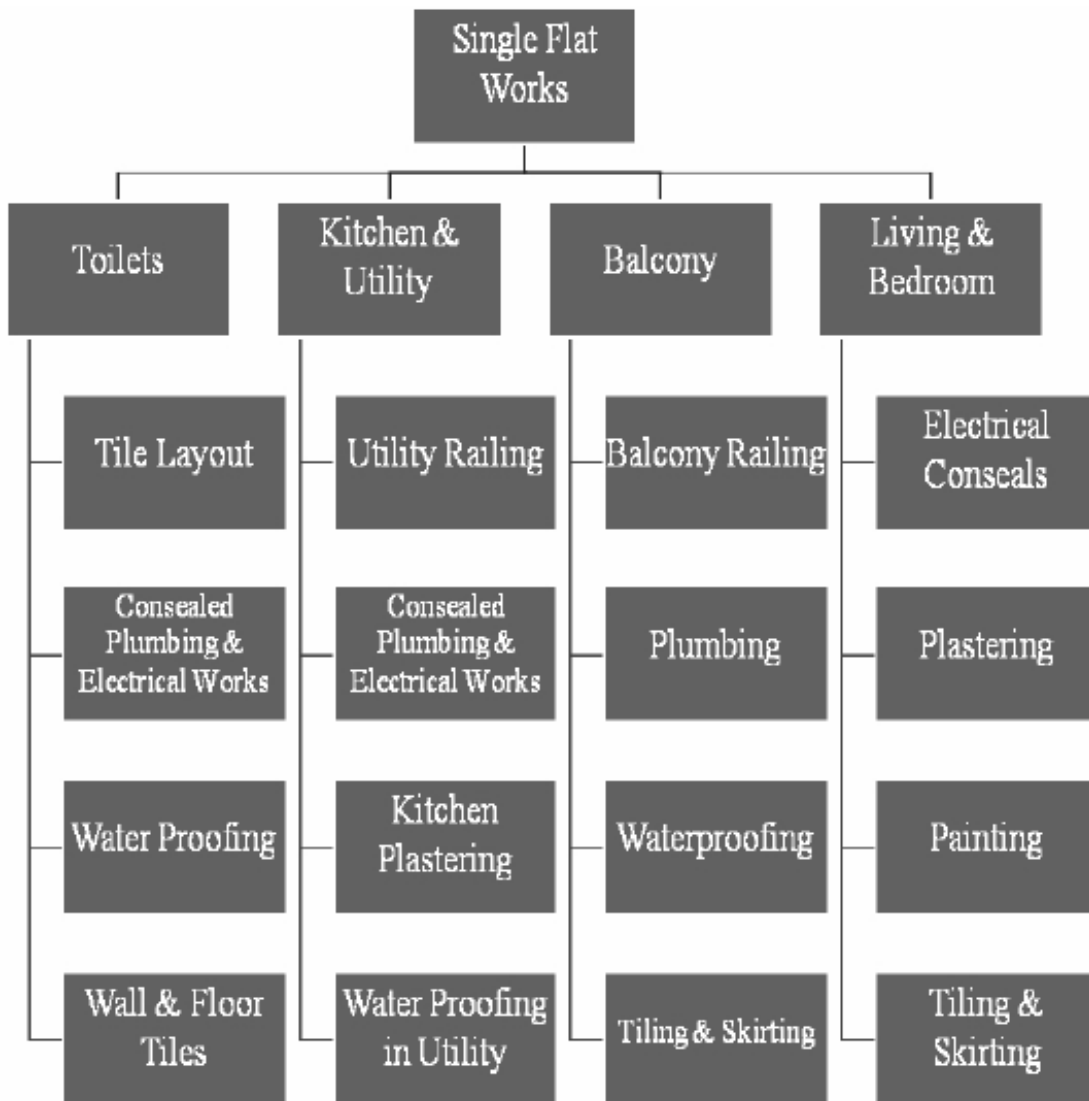 Single Flat
Works
Toilets
Kitchen &
Utility
Balcony
Living &
Bedroom
Tile Layout
Consealed
Plumbing &
Electrical Works
Water Proofing
Wall & Floor
Tiles
Utility Railing
Consealed
Plumbing &
Electrical Works
Kitchen
Plastering
Water Proofing
in Utility
Balcony Railing
Plumbing
Waterproofing
Tiling & Skirting
Electrical
Conseals
Plastering
Painting
Tiling &
Skirting